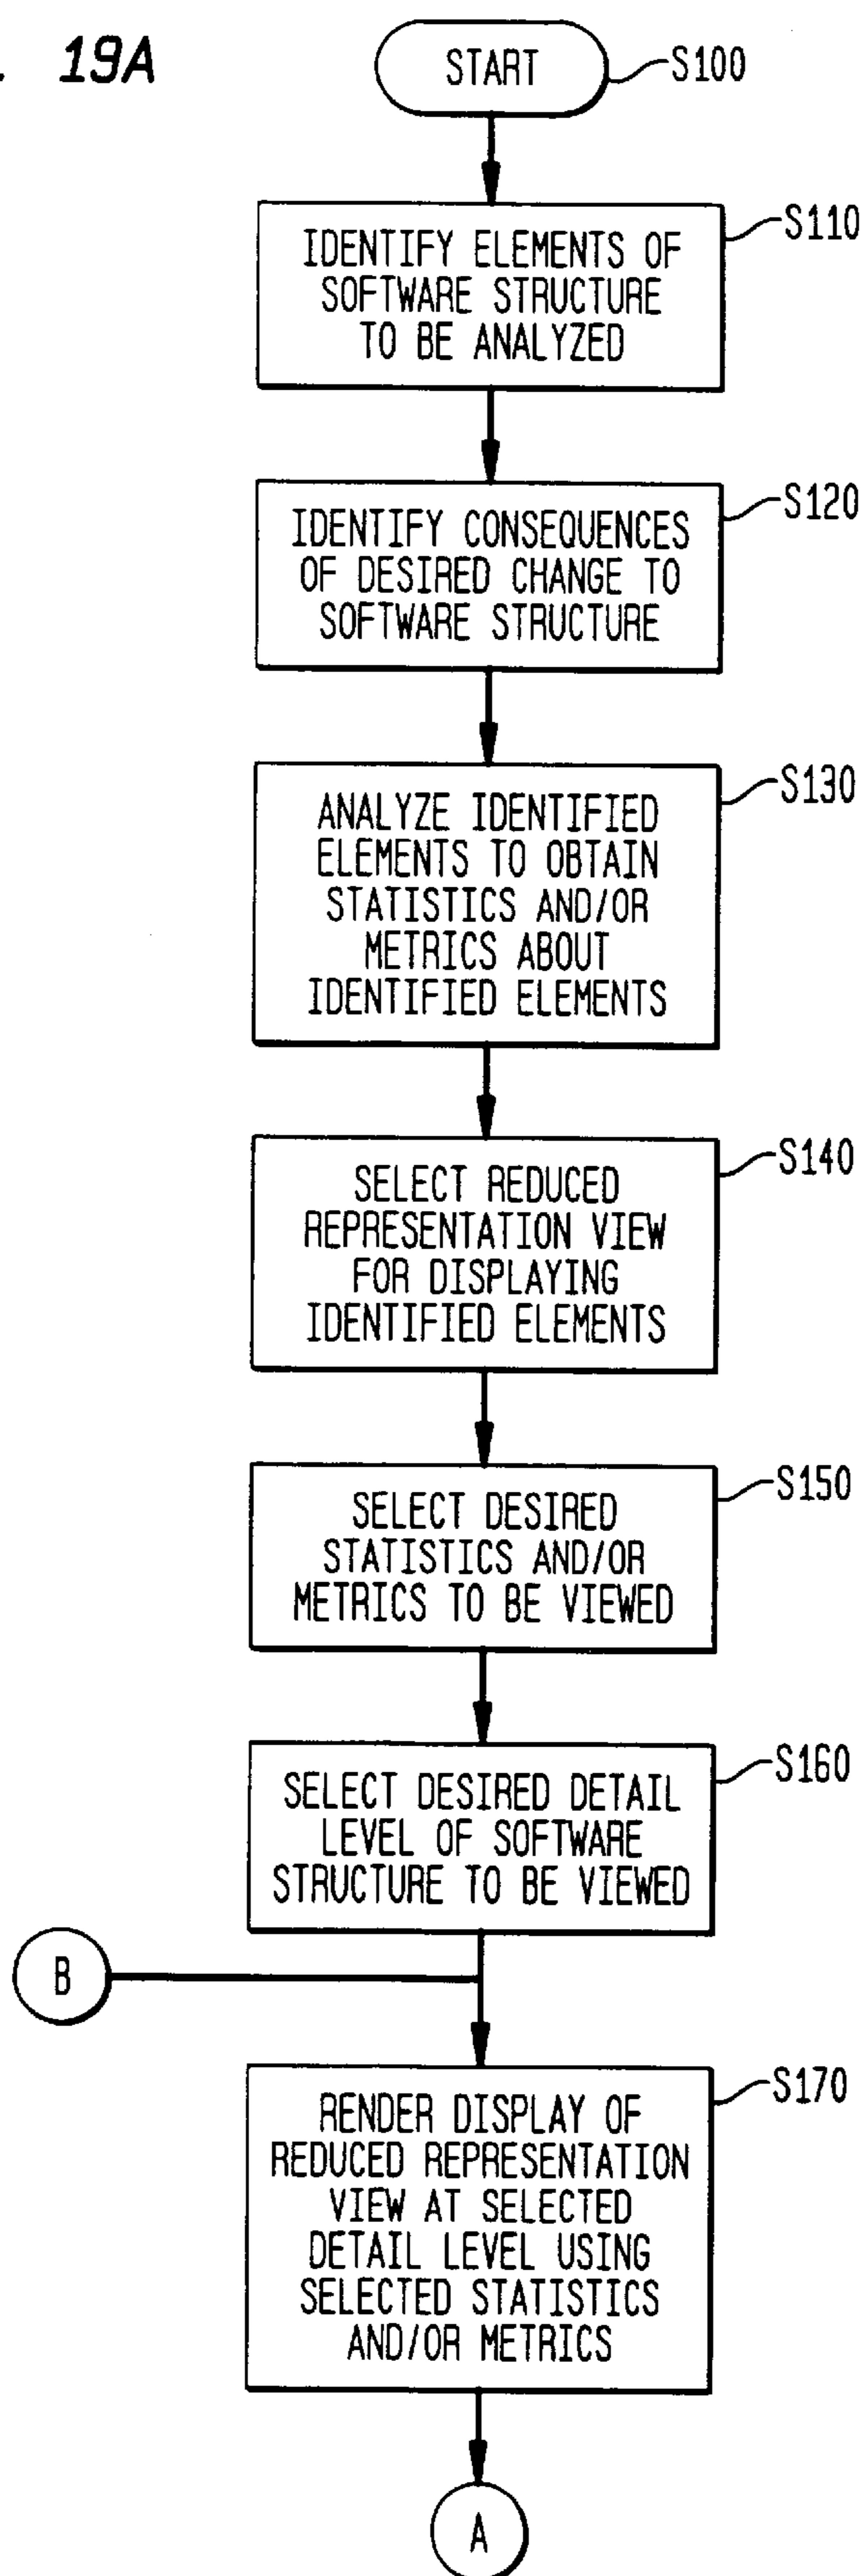 . 19A
START
S100
S110
IDENTIFY ELEMENTS OF
SOFTWARE STRUCTURE
TO BE ANALYZED
S120
IDENTIFY CONSEQUENCES
OF DESIRED CHANGE TO
SOFTWARE STRUCTURE
S130
ANALYZE IDENTIFIED
ELEMENTS TO OBTAIN
STATISTICS AND/OR
METRICS ABOUT
IDENTIFIED ELEMENTS
S140
SELECT REDUCED
REPRESENTATION VIEW
FOR DISPLAYING
IDENTIFIED ELEMENTS
S150
SELECT DESIRED
STATISTICS AND/OR
METRICS TO BE VIEWED
S160
SELECT DESIRED DETAIL
LEVEL OF SOFTWARE
STRUCTURE TO BE VIEWED
B
S170
RENDER DISPLAY OF
REDUCED REPRESENTATION
VIEW AT SELECTED
DETAIL LEVEL USING
SELECTED STATISTICS
AND/OR METRICS
A